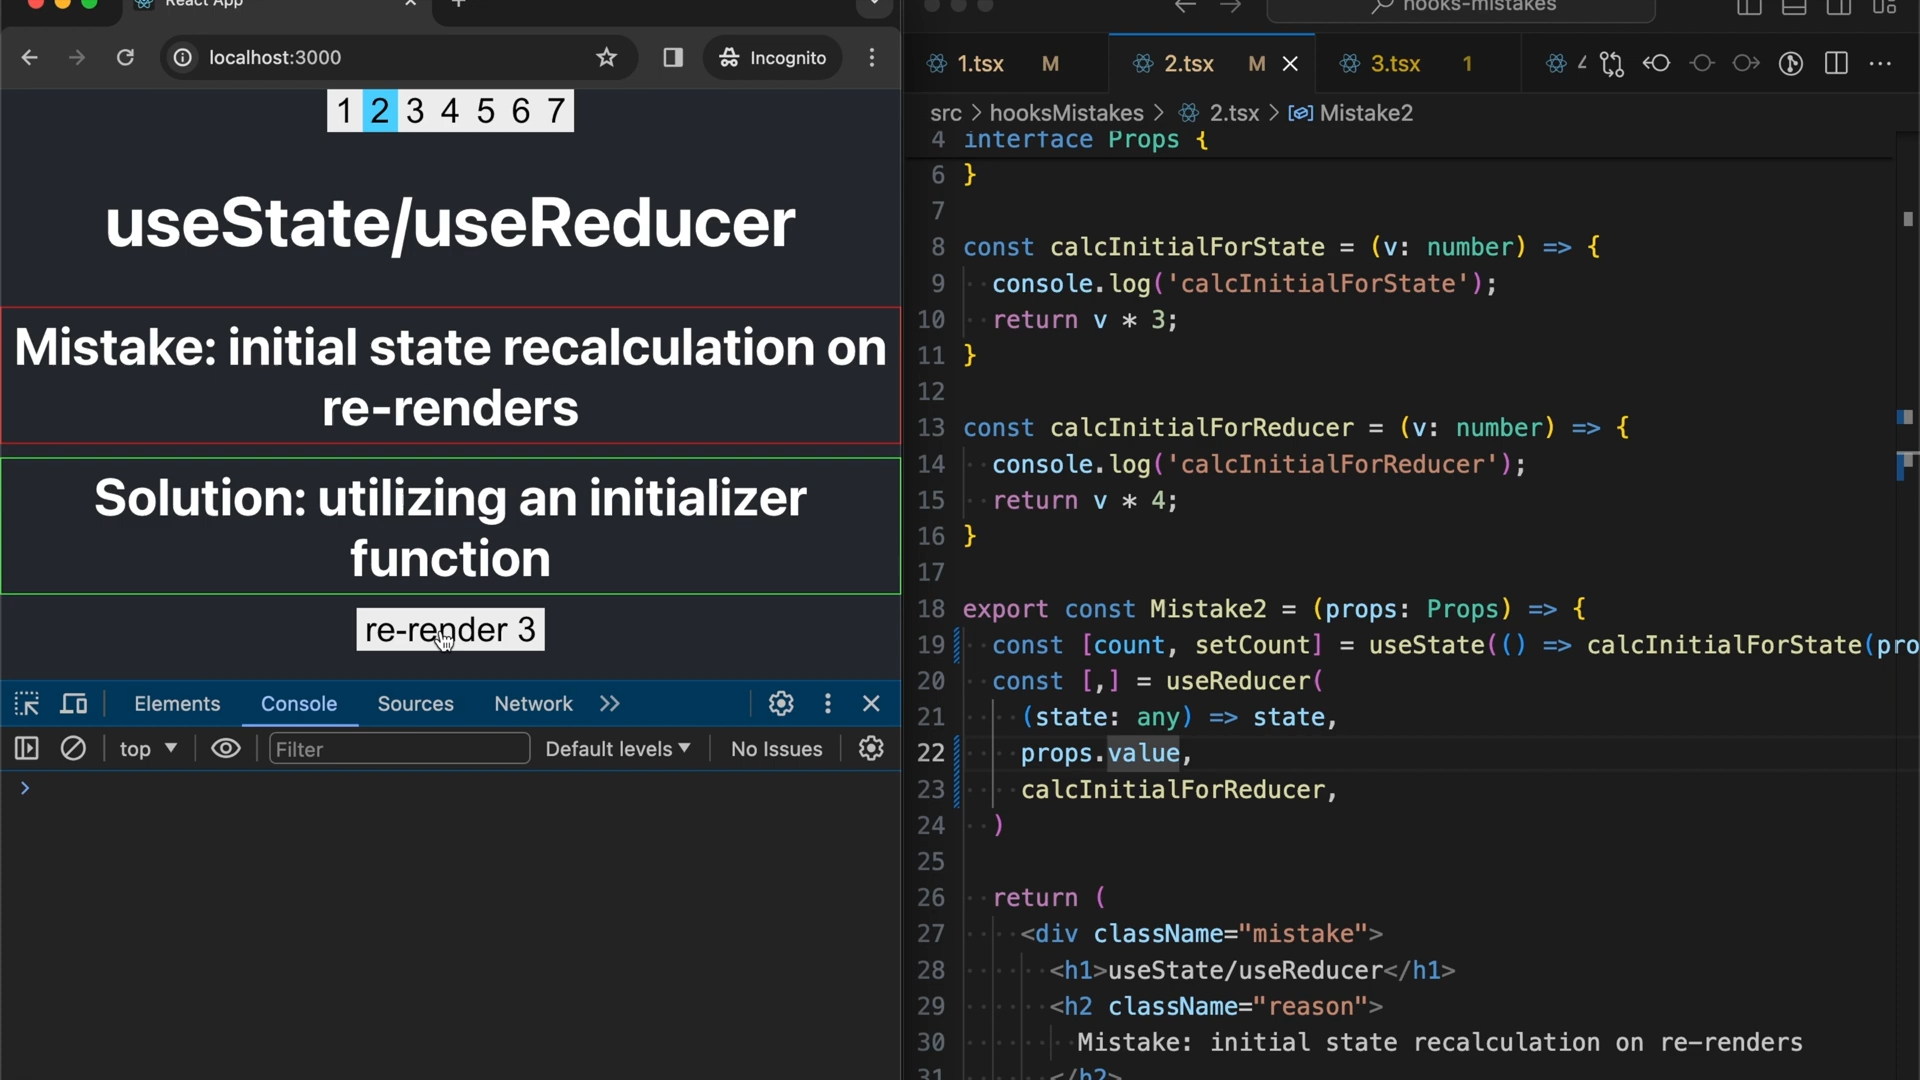 React App
localhost:3000
Incognito
1 2 3 4 5 6 7
useState/useReducer
Mistake: initial state recalculation on
re-renders
Solution: utilizing an initializer
function
re-render 3
Elements Console Sources Network
top Filter Default levels No Issues
hooks-mistakes
1.tsx M 2.tsx M 3.tsx 1
src > hooksMistakes > 2.tsx > Mistake2
4 interface Props {
6 }
7
8 const calcInitialForState = (v: number) => {
9 console.log('calcInitialForState');
10 return v * 3;
11 }
12
13 const calcInitialForReducer = (v: number) => {
14 console.log('calcInitialForReducer');
15 return v * 4;
16 }
17
18 export const Mistake2 = (props: Props) => {
19 const [count, setCount] = useState(() => calcInitialForState(pro
20 const [,] = useReducer(
21 (state: any) => state,
22 props.value,
23 calcInitialForReducer,
24 )
25
26 return (
27 <div className="mistake">
28 <h1>useState/useReducer</h1>
29 <h2 className="reason">
30 Mistake: initial state recalculation on re-renders
31 </h2>